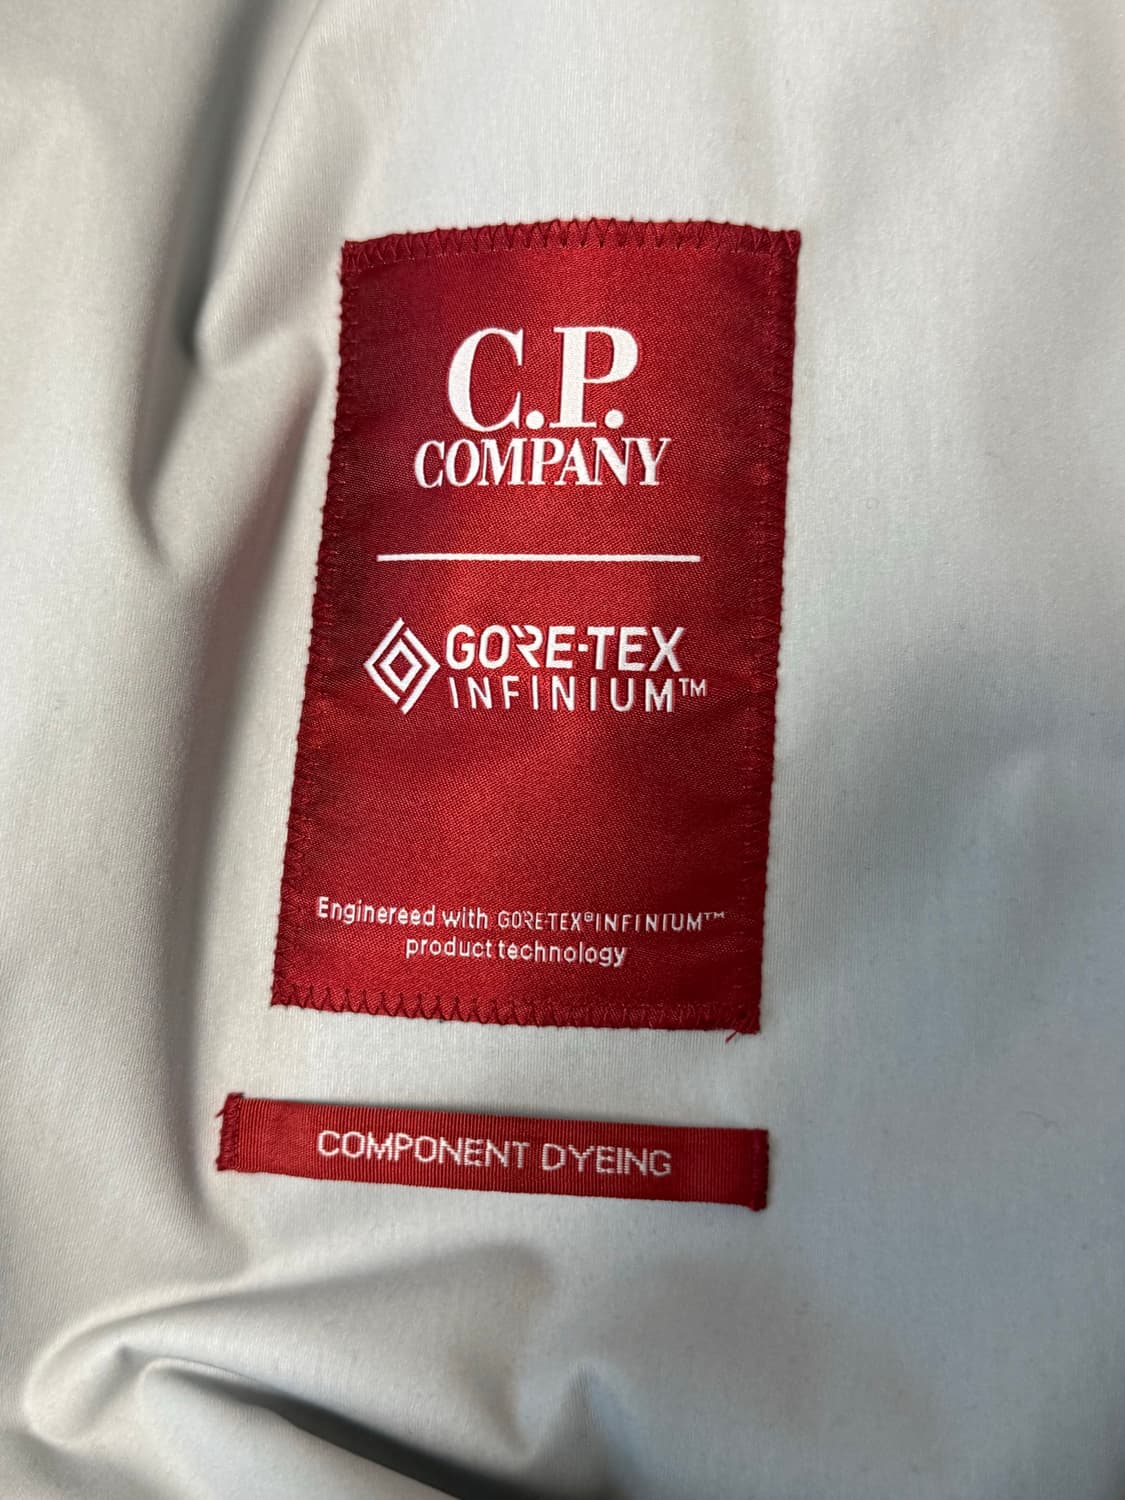 C.P.
COMPANY
GORE-TEX
INFINIUM™
Enginereed with GORE-TEX®INFINIUM™
product technology
COMPONENT DYEING